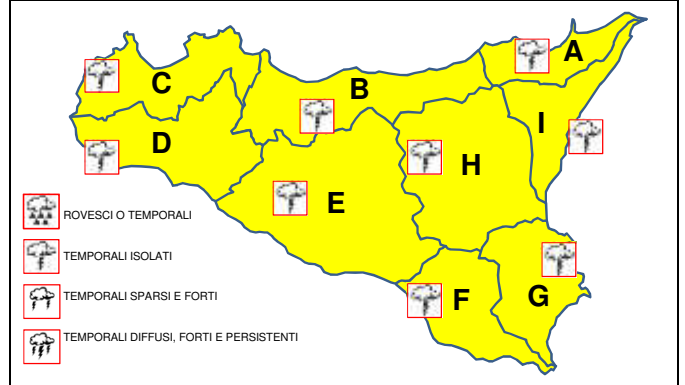 A
B
C
I
D
H
E
F
G
ROVESCI O TEMPORALI
TEMPORALI ISOLATI
TEMPORALI SPARSI E FORTI
TEMPORALI DIFFUSI, FORTI E PERSISTENTI